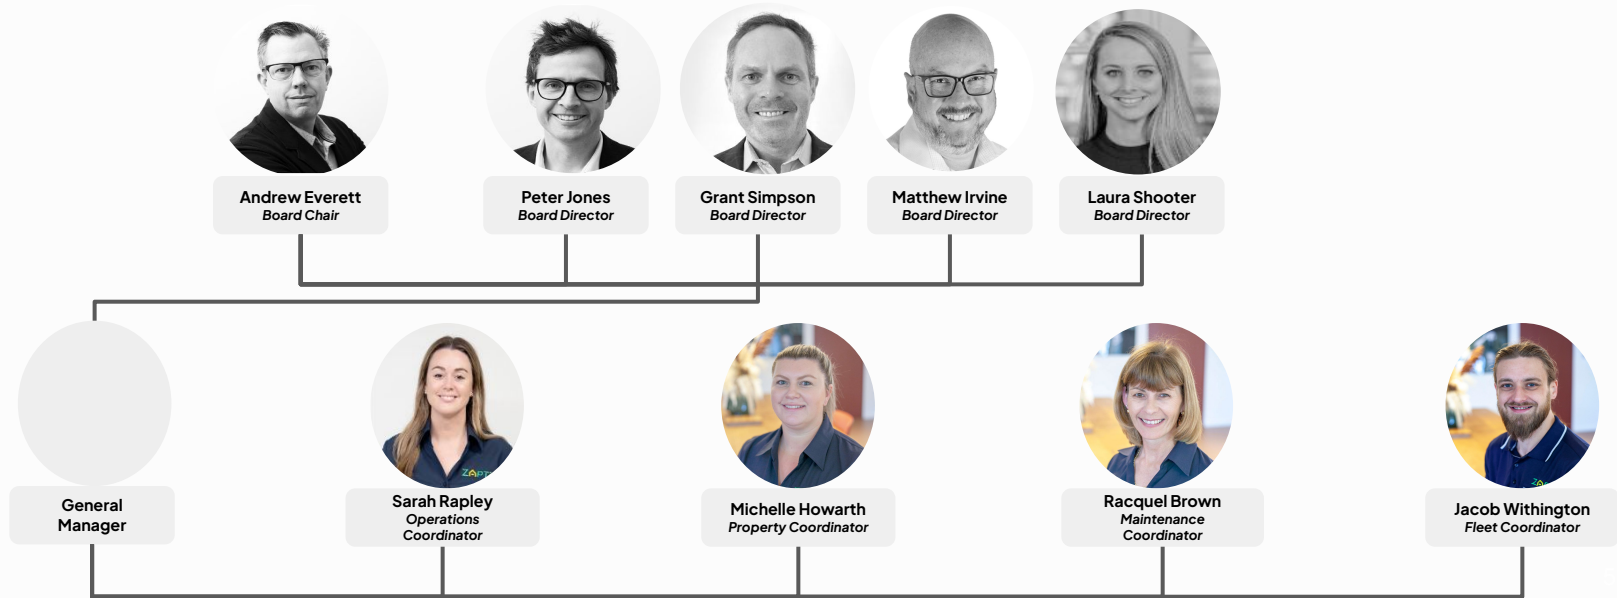 Andrew Everett
Board Chair
Peter Jones
Board Director
Grant Simpson
Board Director
Matthew Irvine
Board Director
Laura Shooter
Board Director
General
Manager
Sarah Rapley
Operations
Coordinator
Michelle Howarth
Property Coordinator
Racquel Brown
Maintenance
Coordinator
Jacob Withington
Fleet Coordinator